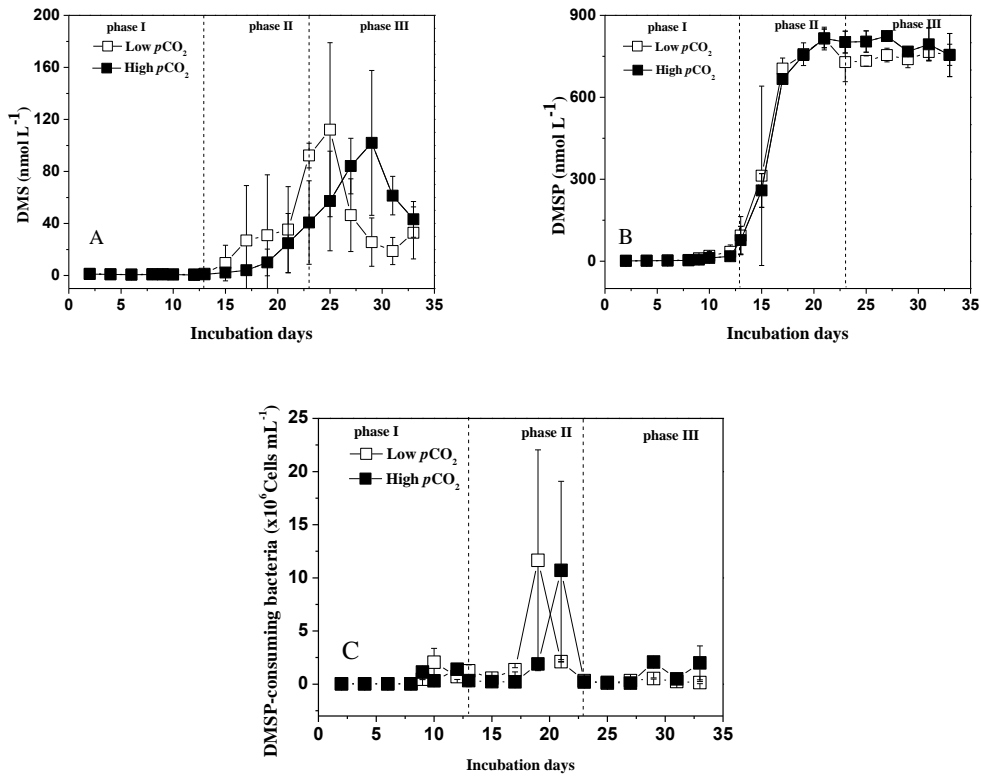 phase I
phase II
phase III
Low pCO₂
High pCO₂
200
160
120
80
40
0
DMS (nmol L⁻¹)
A
0 5 10 15 20 25 30 35
Incubation days
phase I
phase II
phase III
Low pCO₂
High pCO₂
900
600
300
0
DMSP (nmol L⁻¹)
B
0 5 10 15 20 25 30 35
Incubation days
phase I
phase II
phase III
Low pCO₂
High pCO₂
25
20
15
10
5
0
DMSP-consuming bacteria (x10⁶Cells mL⁻¹)
C
0 5 10 15 20 25 30 35
Incubation days